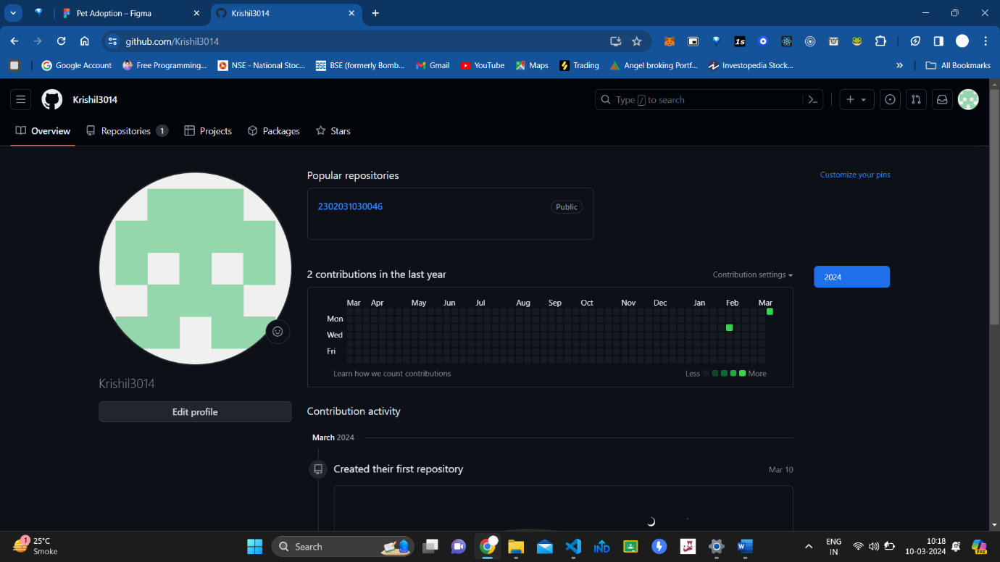 Pet Adoption – Figma
Krishil3014
github.com/Krishil3014
1s
Google Account
Free Programming...
NSE - National Stoc...
BSE (formerly Bomb...
Gmail
YouTube
Maps
Trading
Angel broking Portf...
Investopedia Stock...
All Bookmarks
Krishil3014
Type / to search
Overview
Repositories 1
Projects
Packages
Stars
Popular repositories
Customize your pins
2302031030046
Public
2 contributions in the last year
Contribution settings
2024
Mar Apr May Jun Jul Aug Sep Oct Nov Dec Jan Feb Mar
Mon
Wed
Fri
Learn how we count contributions
Less More
Krishil3014
Edit profile
Contribution activity
March 2024
Created their first repository
Mar 10
1
25°C
Smoke
Search
IND
W
PRE
ENG
IN
10:18
10-03-2024